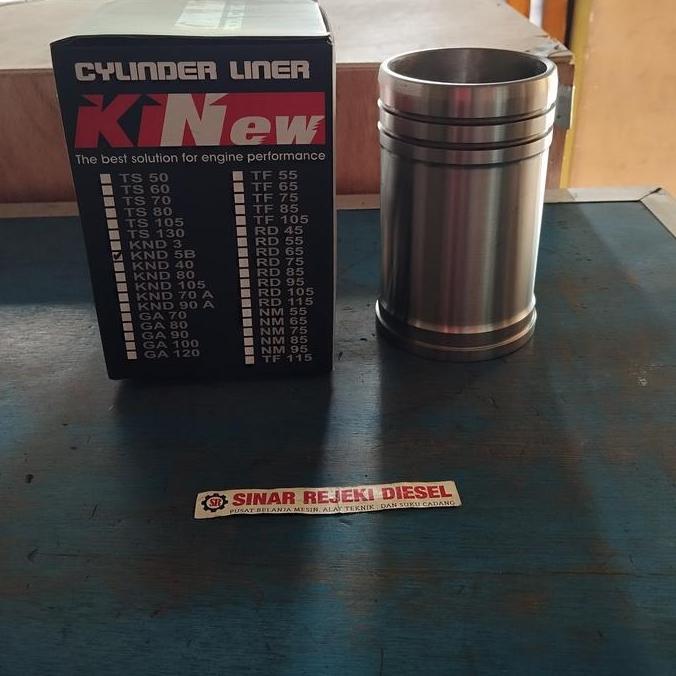 CYLINDER LINER
KiNew
The best solution for engine performance
TS 50
TS 60
TS 70
TS 80
TS 105
TS 130
KND 3
KND 5B
KND 40
KND 80
KND 105
KND 70 A
KND 90 A
GA 70
GA 80
GA 90
GA 100
GA 120
TF 55
TF 65
TF 75
TF 85
TF 105
RD 45
RD 55
RD 65
RD 75
RD 85
RD 95
RD 105
RD 115
NM 55
NM 65
NM 75
NM 85
NM 95
TF 115
SR SINAR REJEKI DIESEL
PUSAT BELANJA MESIN, ALAT TEKNIK, DAN SUKU CADANG